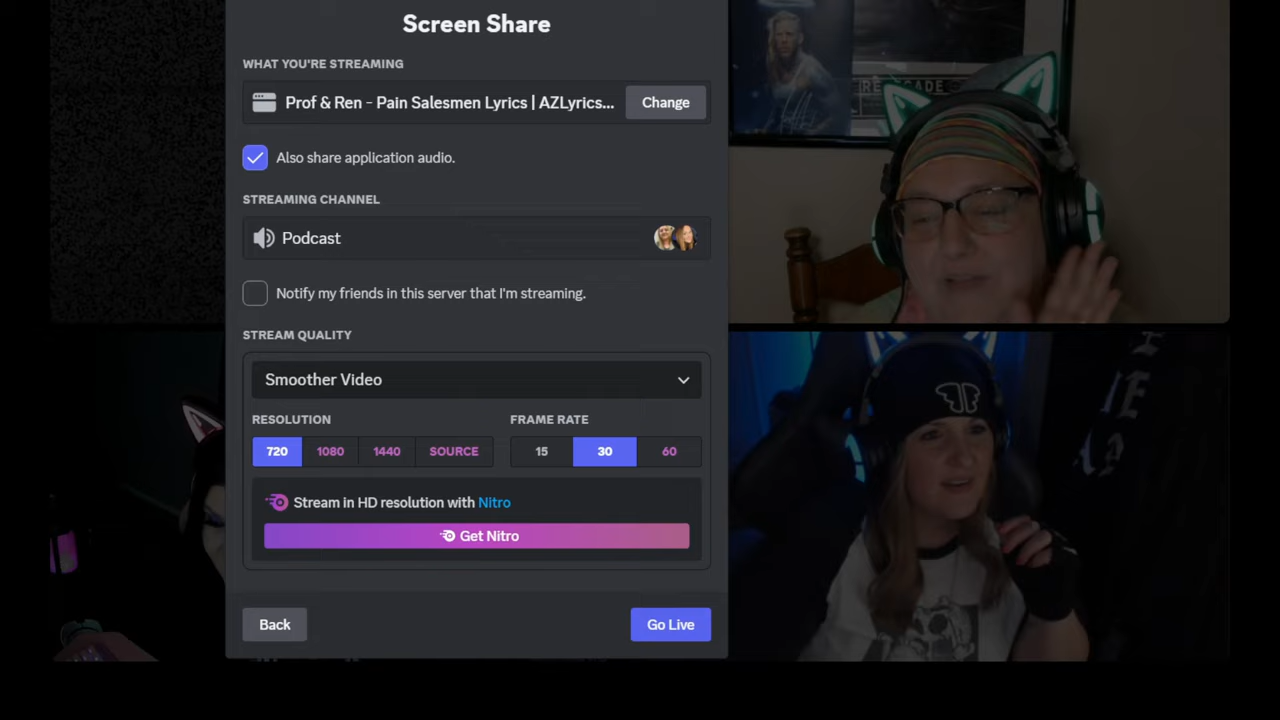 Screen Share
WHAT YOU'RE STREAMING
Prof & Ren - Pain Salesmen Lyrics | AZLyrics...
Change
Also share application audio.
STREAMING CHANNEL
Podcast
Notify my friends in this server that I'm streaming.
STREAM QUALITY
Smoother Video
RESOLUTION
FRAME RATE
720 1080 1440 SOURCE
15 30 60
Stream in HD resolution with Nitro
Get Nitro
Back
Go Live